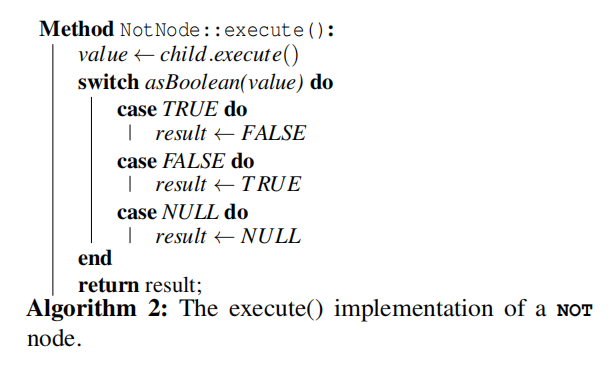 Method NotNode::execute():
value ← child.execute()
switch asBoolean(value) do
case TRUE do
result ← FALSE
case FALSE do
result ← TRUE
case NULL do
result ← NULL
end
return result;
Algorithm 2: The execute() implementation of a NOT
node.